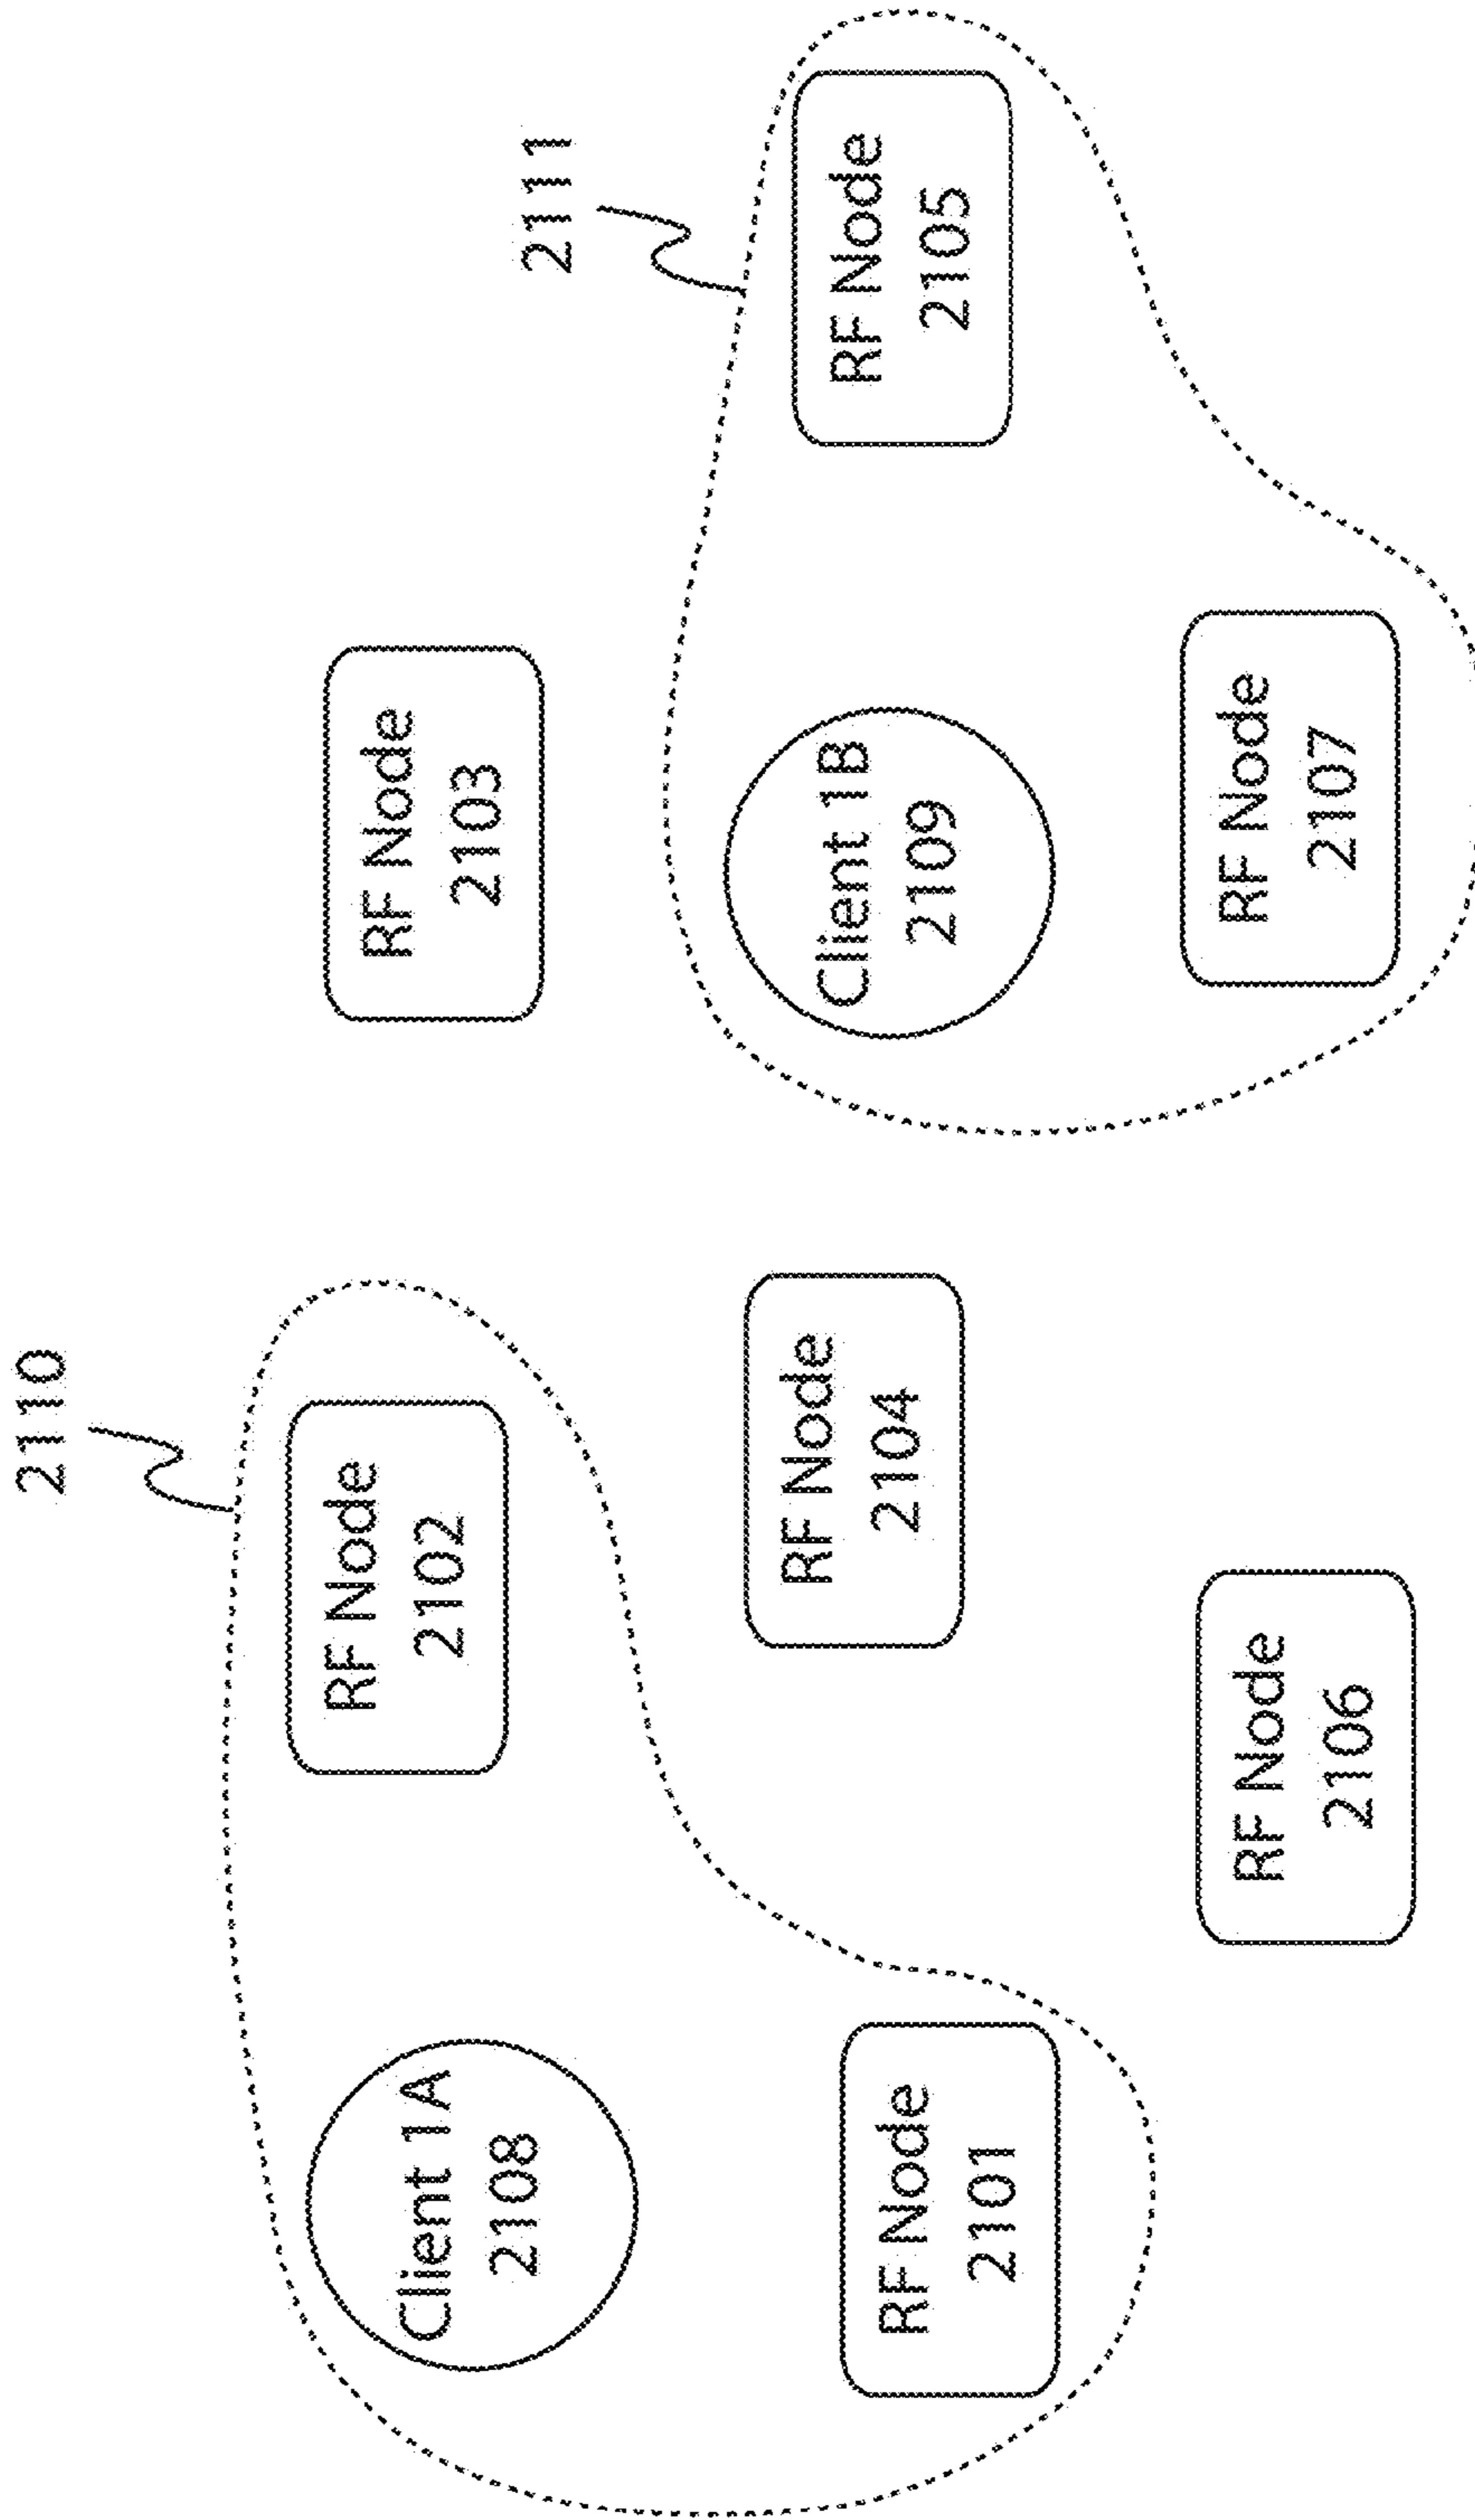 2110
2111
RF Node
2102
RF Node
2103
Client 1A
2108
RF Node
2104
Client 1B
2109
RF Node
2105
RF Node
2101
RF Node
2106
RF Node
2107